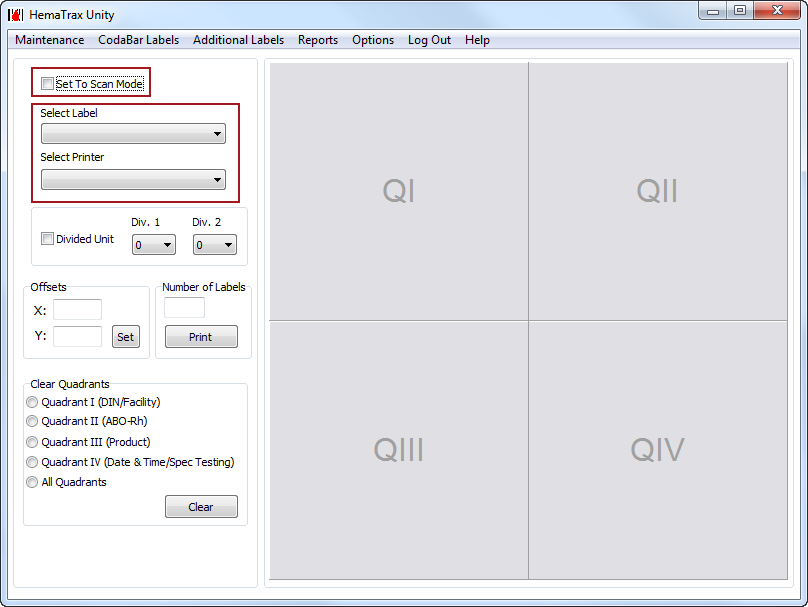 HemaTrax Unity
Maintenance CodaBar Labels Additional Labels Reports Options Log Out Help
Set To Scan Mode
Select Label
Select Printer
Div. 1 Div. 2
Divided Unit 0 0
Offsets
X:
Y: Set
Number of Labels
Print
Clear Quadrants
Quadrant I (DIN/Facility)
Quadrant II (ABO-Rh)
Quadrant III (Product)
Quadrant IV (Date & Time/Spec Testing)
All Quadrants
Clear
QI QII
QIII QIV